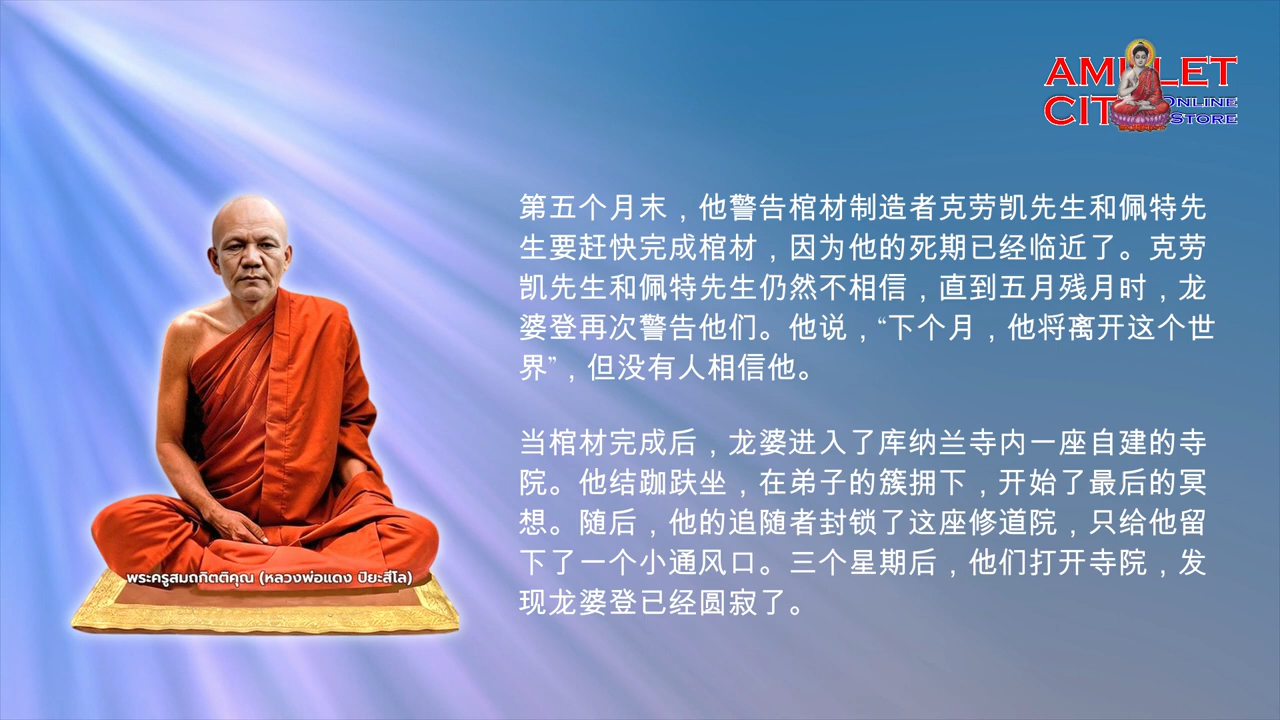 AMULET
CITY ONLINE
STORE
第五个月末，他警告棺材制造者克劳凯先生和佩特先
生要赶快完成棺材，因为他的死期已经临近了。克劳
凯先生和佩特先生仍然不相信，直到五月残月时，龙
婆登再次警告他们。他说，“下个月，他将离开这个世
界”，但没有人相信他。
当棺材完成后，龙婆进入了库纳兰寺内一座自建的寺
院。他结跏趺坐，在弟子的簇拥下，开始了最后的冥
想。随后，他的追随者封锁了这座修道院，只给他留
下了一个小通风口。三个星期后，他们打开寺院，发
现龙婆登已经圆寂了。
พระครูสมถกิตติคุณ (หลวงพ่อแดง ปิยะสีโล)